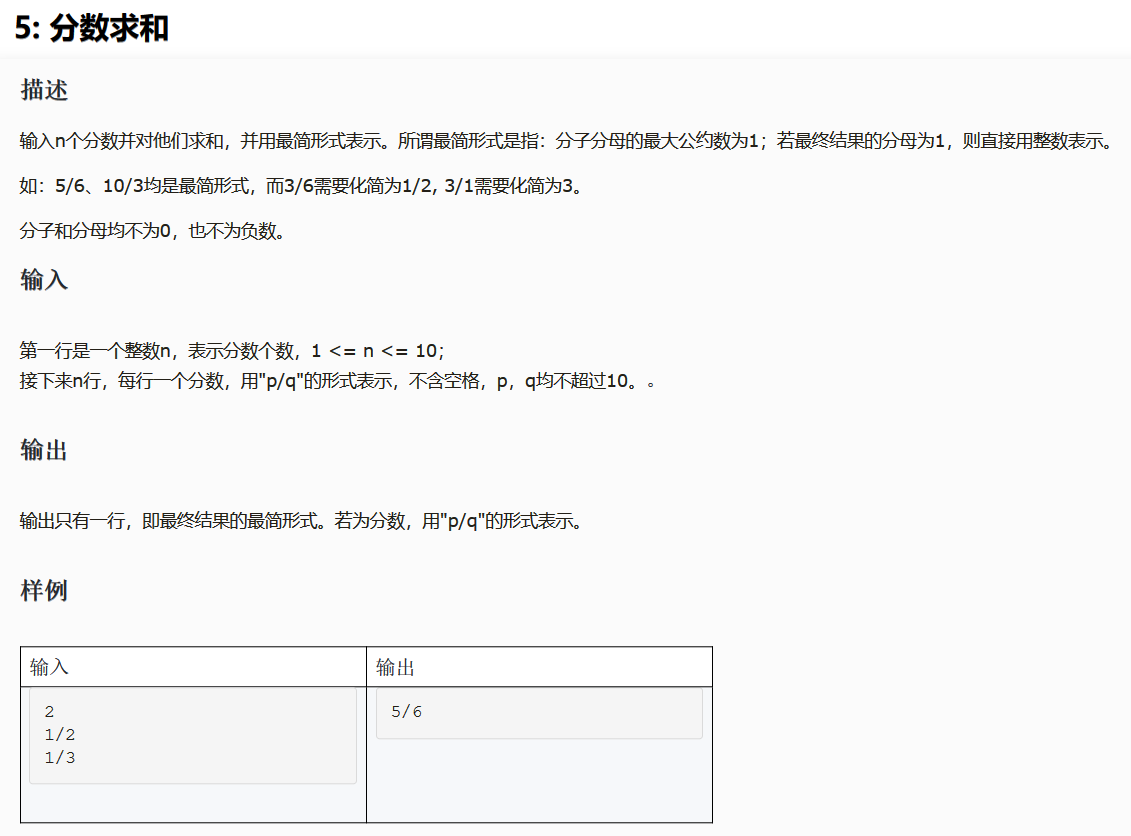 5: 分数求和
描述
输入n个分数并对他们求和，并用最简形式表示。所谓最简形式是指：分子分母的最大公约数为1；若最终结果的分母为1，则直接用整数表示。
如：5/6、10/3均是最简形式，而3/6需要化简为1/2, 3/1需要化简为3。
分子和分母均不为0，也不为负数。
输入
第一行是一个整数n，表示分数个数，1 <= n <= 10；
接下来n行，每行一个分数，用"p/q"的形式表示，不含空格，p，q均不超过10。。
输出
输出只有一行，即最终结果的最简形式。若为分数，用"p/q"的形式表示。
样例
输入 输出
2 5/6
1/2
1/3